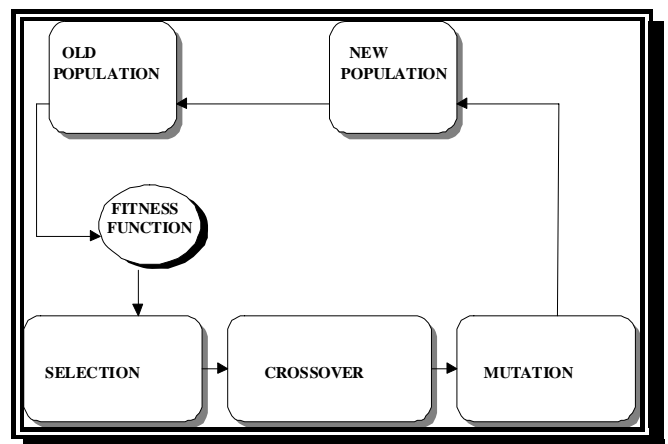 OLD
POPULATION
NEW
POPULATION
FITNESS
FUNCTION
SELECTION
CROSSOVER
MUTATION